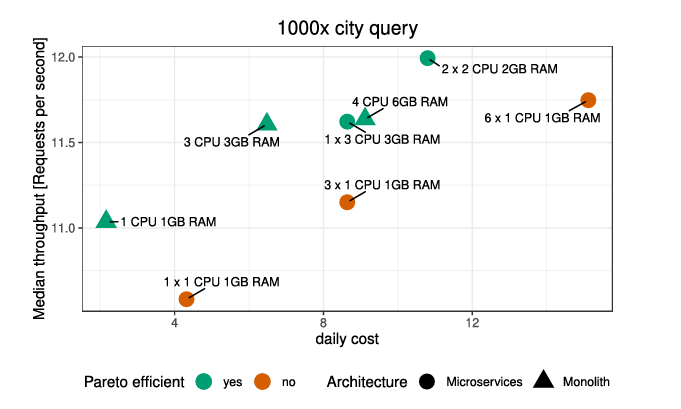 1000x city query
Median throughput [Requests per second]
12.0
11.5
11.0
2 x 2 CPU 2GB RAM
4 CPU 6GB RAM
6 x 1 CPU 1GB RAM
3 CPU 3GB RAM
1 x 3 CPU 3GB RAM
3 x 1 CPU 1GB RAM
1 CPU 1GB RAM
1 x 1 CPU 1GB RAM
4 8 12
daily cost
Pareto efficient yes no Architecture Microservices Monolith